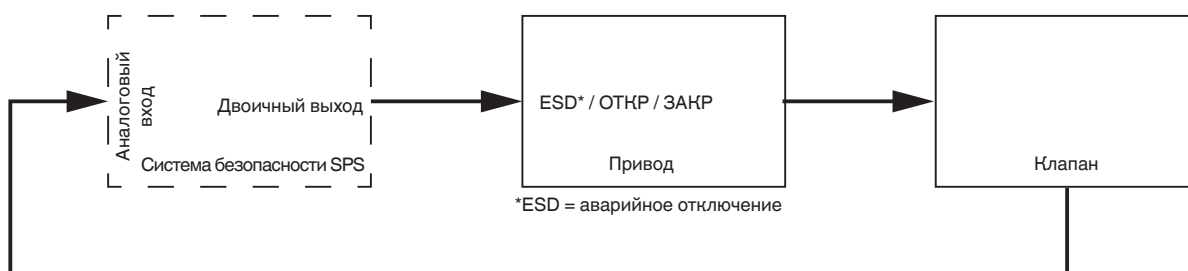 Аналоговый
вход
Двоичный выход
Система безопасности SPS
ESD* / ОТКР / ЗАКР
Привод
*ESD = аварийное отключение
Клапан